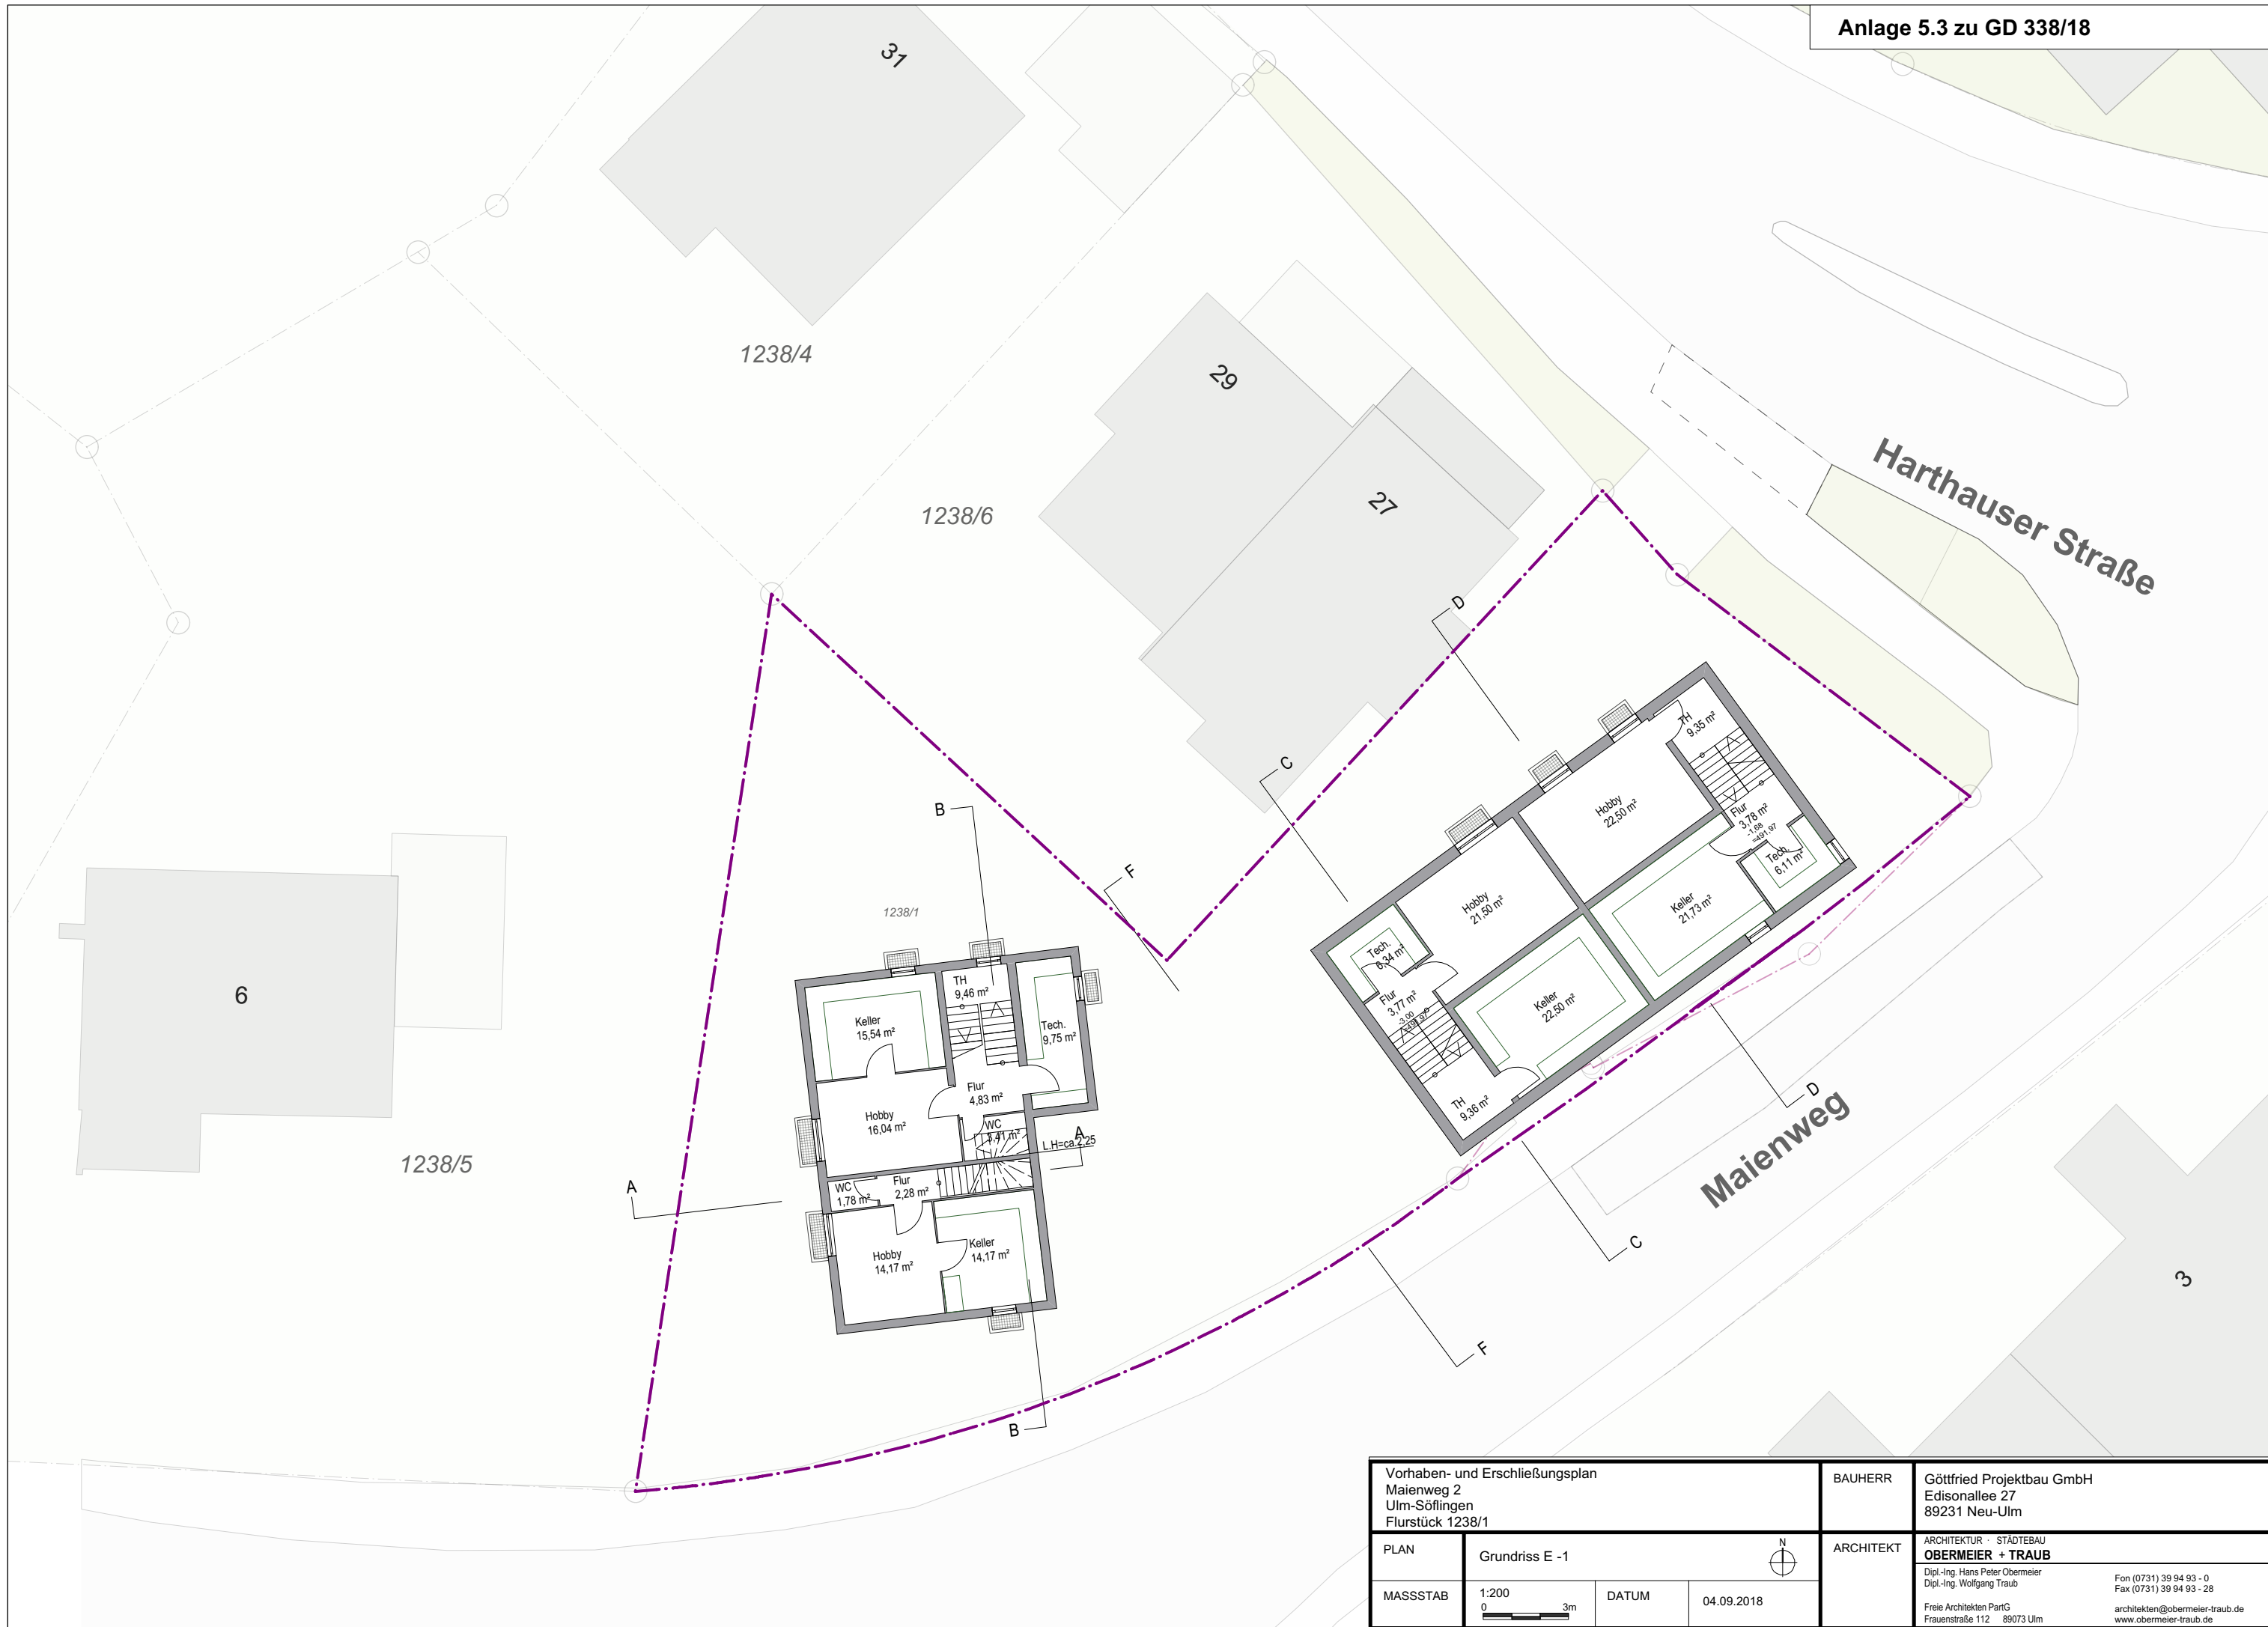 Anlage 5.3 zu GD 338/18
31
1238/4
29
1238/6
27
Harthauser Straße
D
C
B
F
1238/1
6
1238/5
TH
9,35 m²
Hobby
22,50 m²
Flur
3,78 m²
-1.68
=491.97
Tech.
6,11 m²
Keller
21,73 m²
Hobby
21,50 m²
Tech.
6,34 m²
Flur
3,77 m²
-3.00
Keller
22,50 m²
TH
9,36 m²
TH
9,46 m²
Keller
15,54 m²
Tech.
9,75 m²
Flur
4,83 m²
Hobby
16,04 m²
WC
3,41 m²
A
L.H=ca.2,25
WC
1,78 m²
Flur
2,28 m²
A
Hobby
14,17 m²
Keller
14,17 m²
B
D
C
F
Maienweg
3
Vorhaben- und Erschließungsplan
Maienweg 2
Ulm-Söflingen
Flurstück 1238/1
BAUHERR
Göttfried Projektbau GmbH
Edisonallee 27
89231 Neu-Ulm
PLAN
Grundriss E -1
N
ARCHITEKT
ARCHITEKTUR · STÄDTEBAU
OBERMEIER + TRAUB
Dipl.-Ing. Hans Peter Obermeier
Dipl.-Ing. Wolfgang Traub
Fon (0731) 39 94 93 - 0
Fax (0731) 39 94 93 - 28
Freie Architekten PartG
Frauenstraße 112 89073 Ulm
architekten@obermeier-traub.de
www.obermeier-traub.de
MASSSTAB
1:200
0 3m
DATUM
04.09.2018